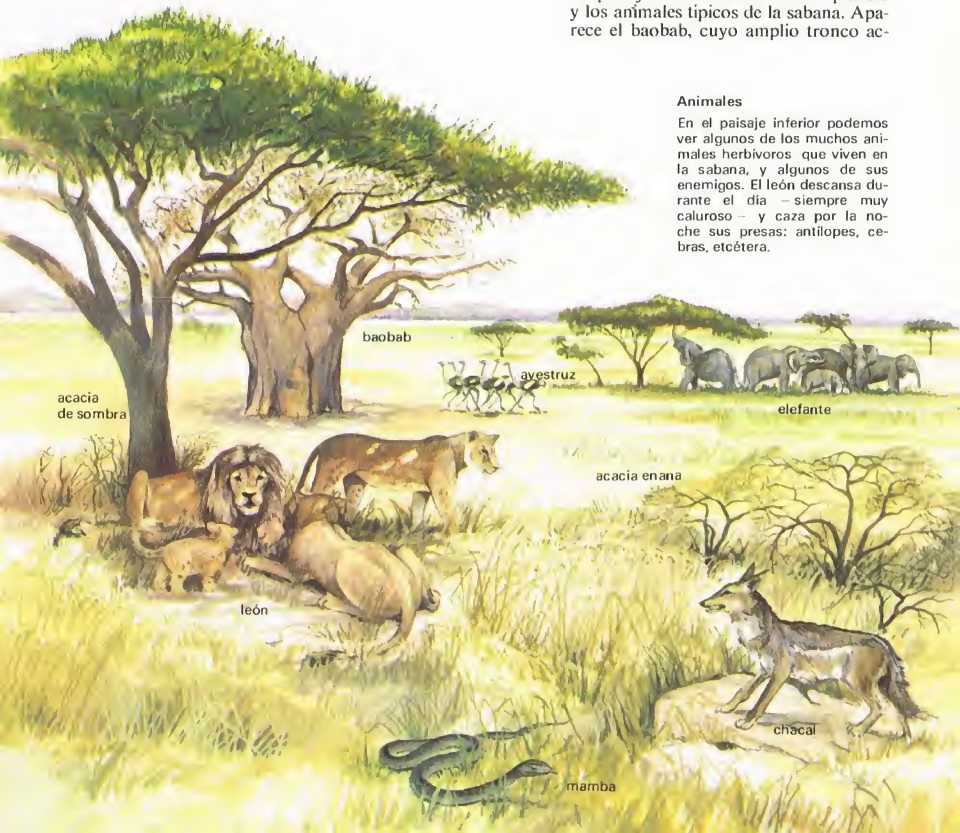 y los animales tipicos de la sabana. Apa-
rece el baobab, cuyo amplio tronco ac-
Animales
En el paisaje inferior podemos
ver algunos de los muchos ani-
males herbívoros que viven en
la sabana, y algunos de sus
enemigos. El león descansa du-
rante el día – siempre muy
caluroso – y caza por la no-
che sus presas: antílopes, ce-
bras, etcétera.
baobab
avestruz
acacia
de sombra
elefante
acacia enana
león
chacal
mamba